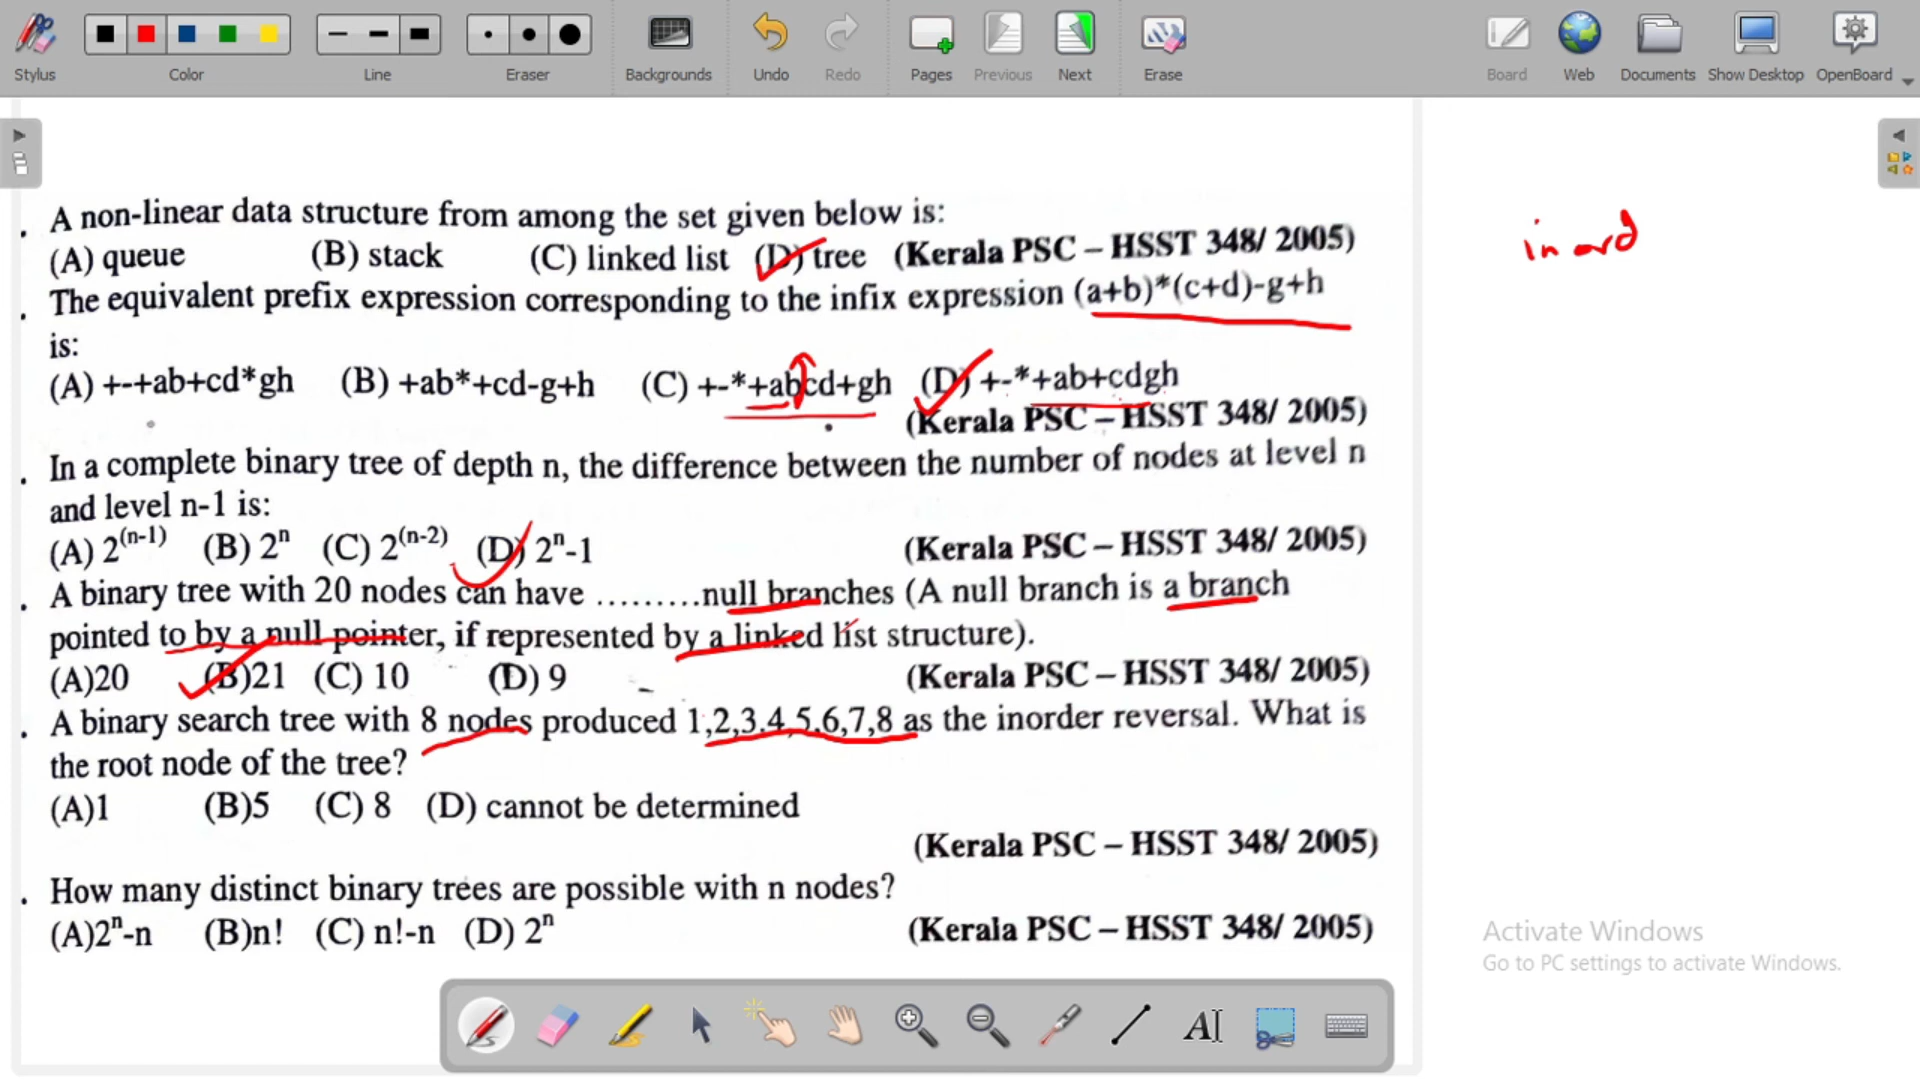 Stylus Color Line Eraser Backgrounds Undo Redo Pages Previous Next Erase Board Web Documents Show Desktop OpenBoard
. A non-linear data structure from among the set given below is:
(A) queue (B) stack (C) linked list (D) tree (Kerala PSC – HSST 348/ 2005)
. The equivalent prefix expression corresponding to the infix expression (a+b)*(c+d)-g+h
is:
(A) +-+ab+cd*gh (B) +ab*+cd-g+h (C) +-*+abcd+gh (D) +-*+ab+cdgh
(Kerala PSC – HSST 348/ 2005)
. In a complete binary tree of depth n, the difference between the number of nodes at level n
and level n-1 is:
(A) 2^(n-1) (B) 2^n (C) 2^(n-2) (D) 2^n-1 (Kerala PSC – HSST 348/ 2005)
. A binary tree with 20 nodes can have .........null branches (A null branch is a branch
pointed to by a null pointer, if represented by a linked list structure).
(A)20 (B)21 (C) 10 (D) 9 (Kerala PSC – HSST 348/ 2005)
. A binary search tree with 8 nodes produced 1,2,3.4,5,6,7,8 as the inorder reversal. What is
the root node of the tree?
(A)1 (B)5 (C) 8 (D) cannot be determined
(Kerala PSC – HSST 348/ 2005)
. How many distinct binary trees are possible with n nodes?
(A)2^n-n (B)n! (C) n!-n (D) 2^n (Kerala PSC – HSST 348/ 2005)
inord
Activate Windows
Go to PC settings to activate Windows.